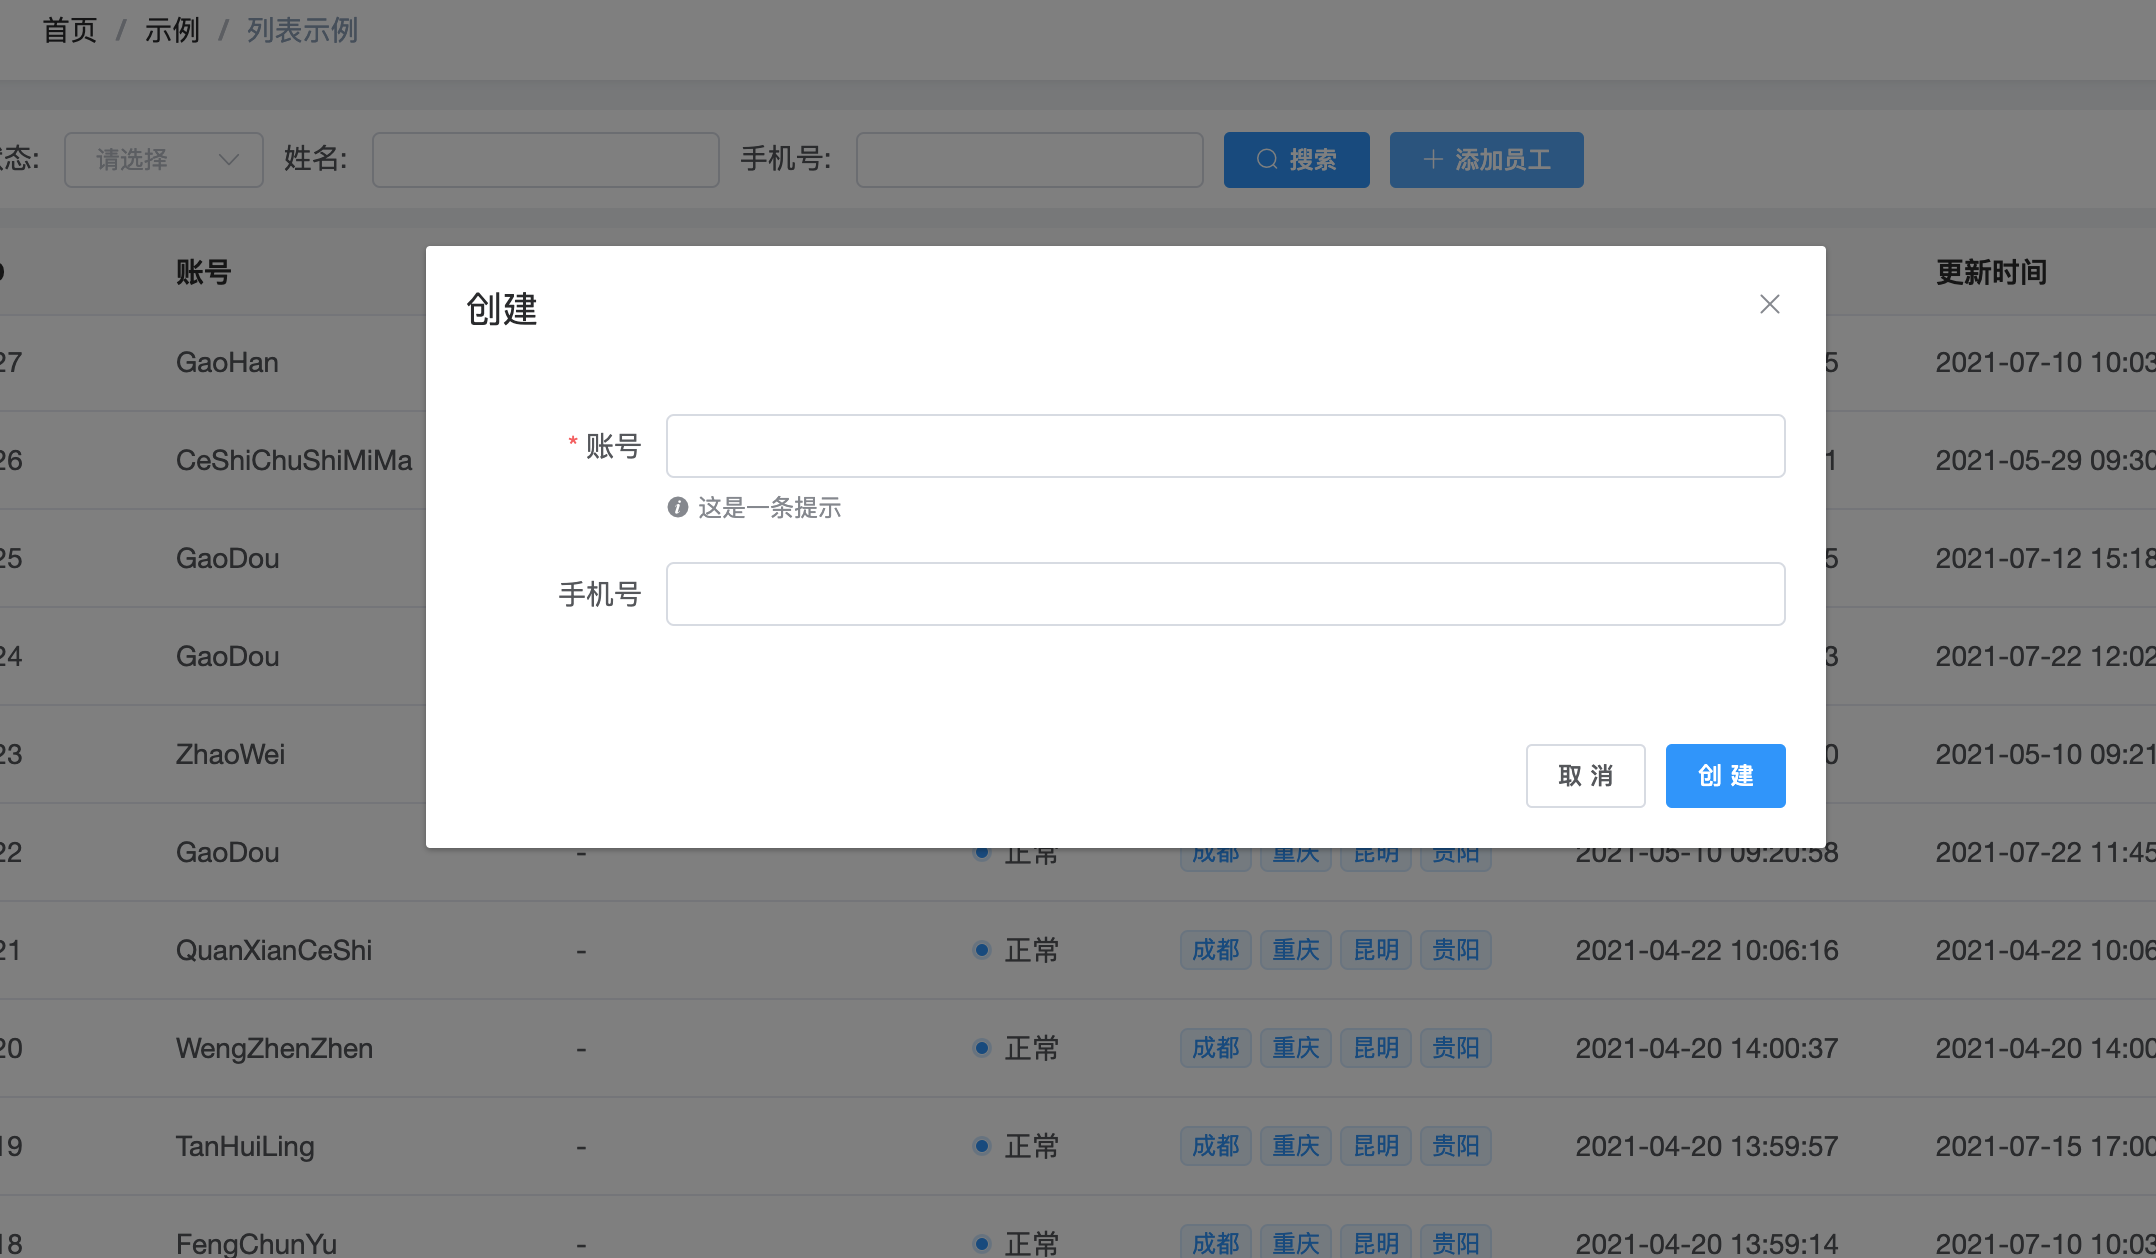 首页 / 示例 / 列表示例
态: 请选择 姓名: 手机号: 搜索 添加员工
账号 更新时间
创建
27 GaoHan 5 2021-07-10 10:03
* 账号
26 CeShiChuShiMiMa 1 2021-05-29 09:30
这是一条提示
25 GaoDou 5 2021-07-12 15:18
手机号
24 GaoDou 3 2021-07-22 12:02
23 ZhaoWei 0 2021-05-10 09:21
取消 创建
22 GaoDou - 正常 成都 重庆 昆明 贵阳 2021-05-10 09:20:58 2021-07-22 11:45
21 QuanXianCeShi - 正常 成都 重庆 昆明 贵阳 2021-04-22 10:06:16 2021-04-22 10:06
20 WengZhenZhen - 正常 成都 重庆 昆明 贵阳 2021-04-20 14:00:37 2021-04-20 14:00
19 TanHuiLing - 正常 成都 重庆 昆明 贵阳 2021-04-20 13:59:57 2021-07-15 17:00
18 FengChunYu - 正常 成都 重庆 昆明 贵阳 2021-04-20 13:59:14 2021-07-10 10:03